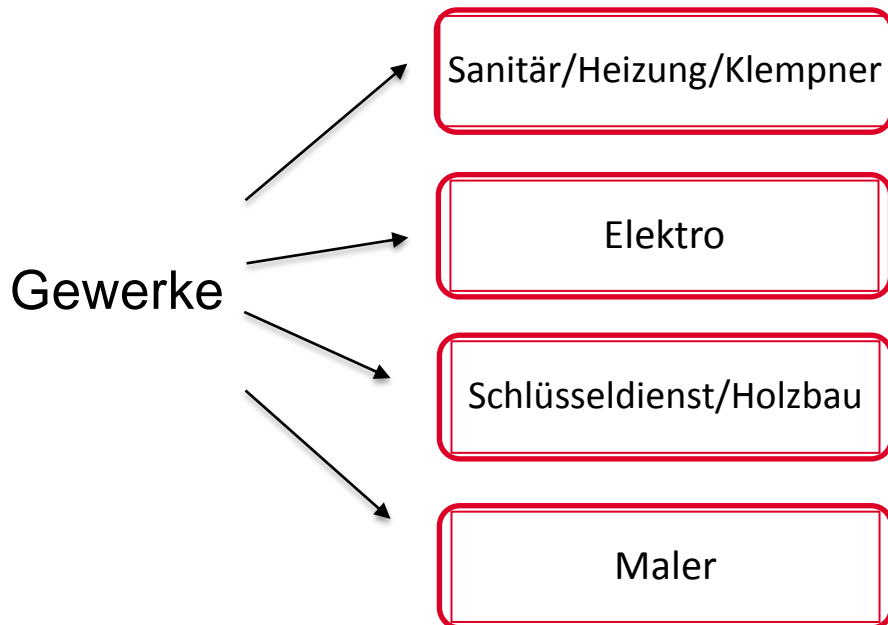 Gewerke
Sanitär/Heizung/Klempner
Elektro
Schlüsseldienst/Holzbau
Maler